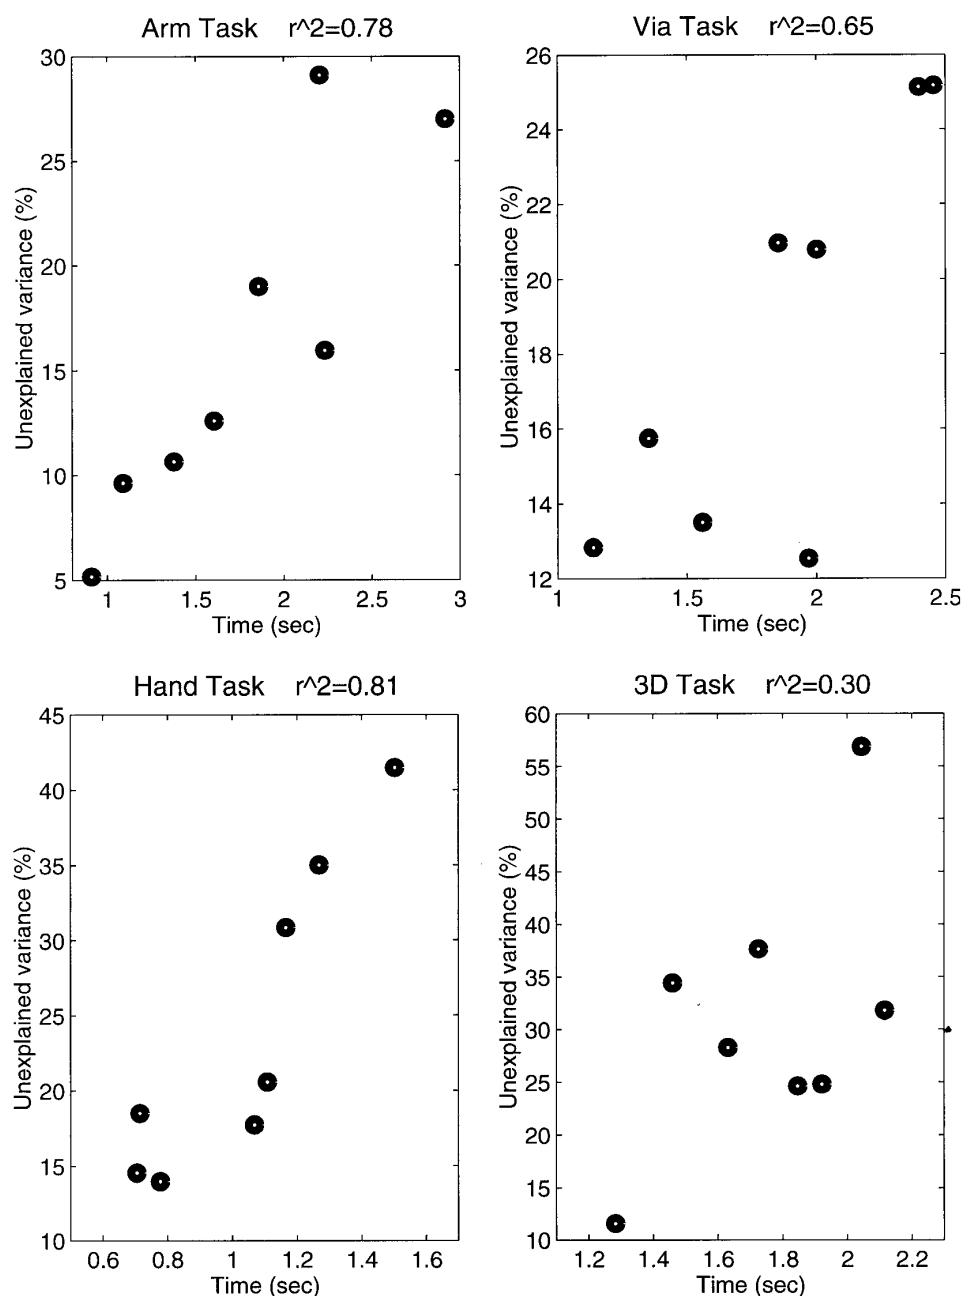 Arm Task r^2=0.78
30
25
20
15
10
5
Unexplained variance (%)
1 1.5 2 2.5 3
Time (sec)
Via Task r^2=0.65
26
24
22
20
18
16
14
12
Unexplained variance (%)
1 1.5 2 2.5
Time (sec)
Hand Task r^2=0.81
45
40
35
30
25
20
15
10
Unexplained variance (%)
0.6 0.8 1 1.2 1.4 1.6
Time (sec)
3D Task r^2=0.30
60
55
50
45
40
35
30
25
20
15
10
Unexplained variance (%)
1.2 1.4 1.6 1.8 2 2.2
Time (sec)